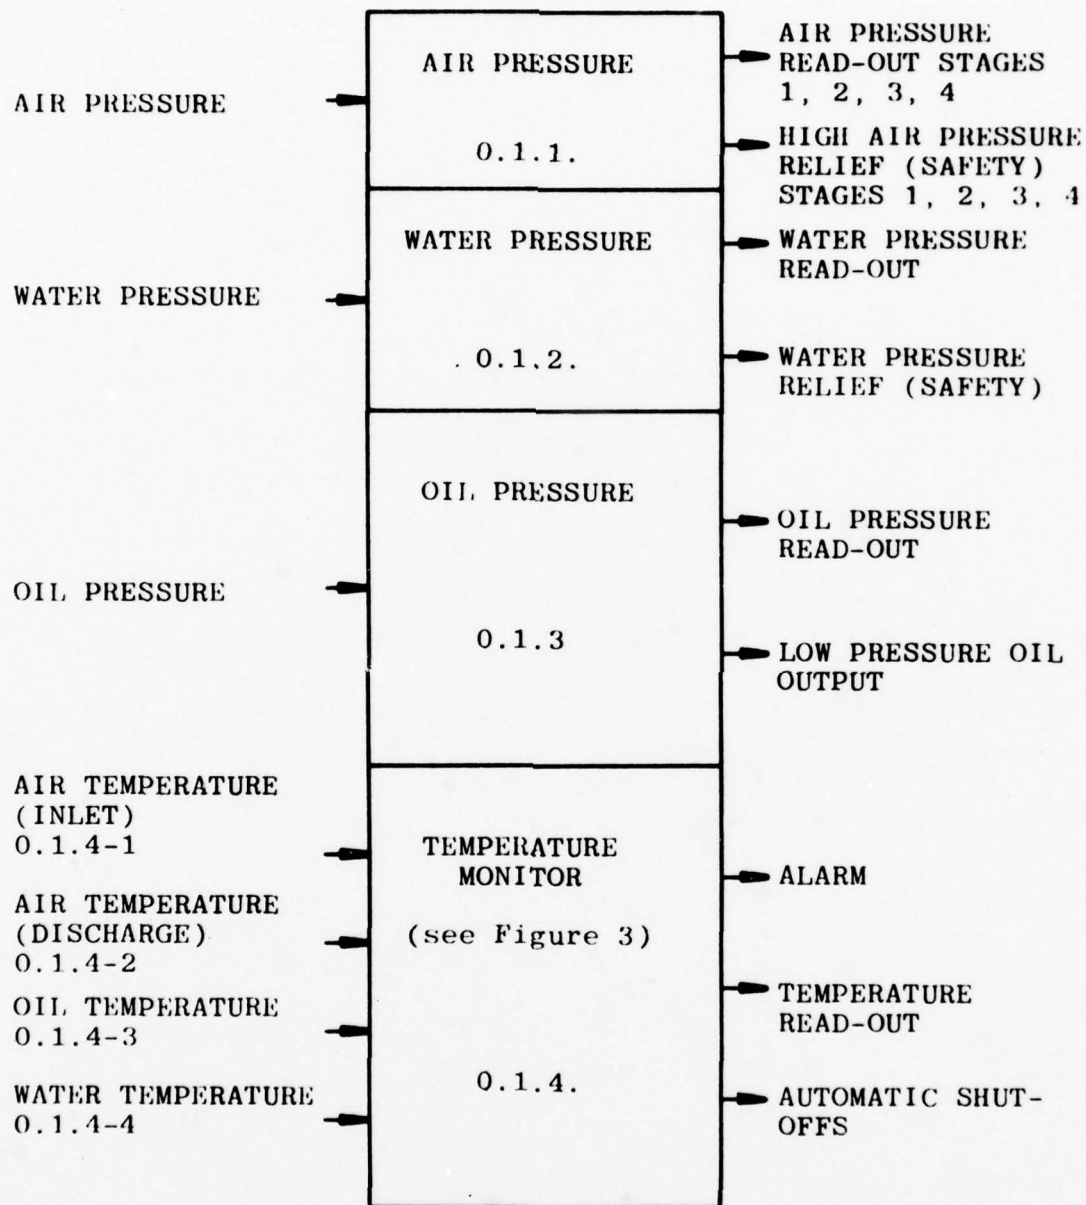 AIR PRESSURE
WATER PRESSURE
OIL PRESSURE
AIR TEMPERATURE
(INLET)
0.1.4-1
AIR TEMPERATURE
(DISCHARGE)
0.1.4-2
OIL TEMPERATURE
0.1.4-3
WATER TEMPERATURE
0.1.4-4
AIR PRESSURE
0.1.1.
WATER PRESSURE
0.1.2.
OIL PRESSURE
0.1.3
TEMPERATURE
MONITOR
(see Figure 3)
0.1.4.
AIR PRESSURE
READ-OUT STAGES
1, 2, 3, 4
HIGH AIR PRESSURE
RELIEF (SAFETY)
STAGES 1, 2, 3, 4
WATER PRESSURE
READ-OUT
WATER PRESSURE
RELIEF (SAFETY)
OIL PRESSURE
READ-OUT
LOW PRESSURE OIL
OUTPUT
ALARM
TEMPERATURE
READ-OUT
AUTOMATIC SHUT-
OFFS